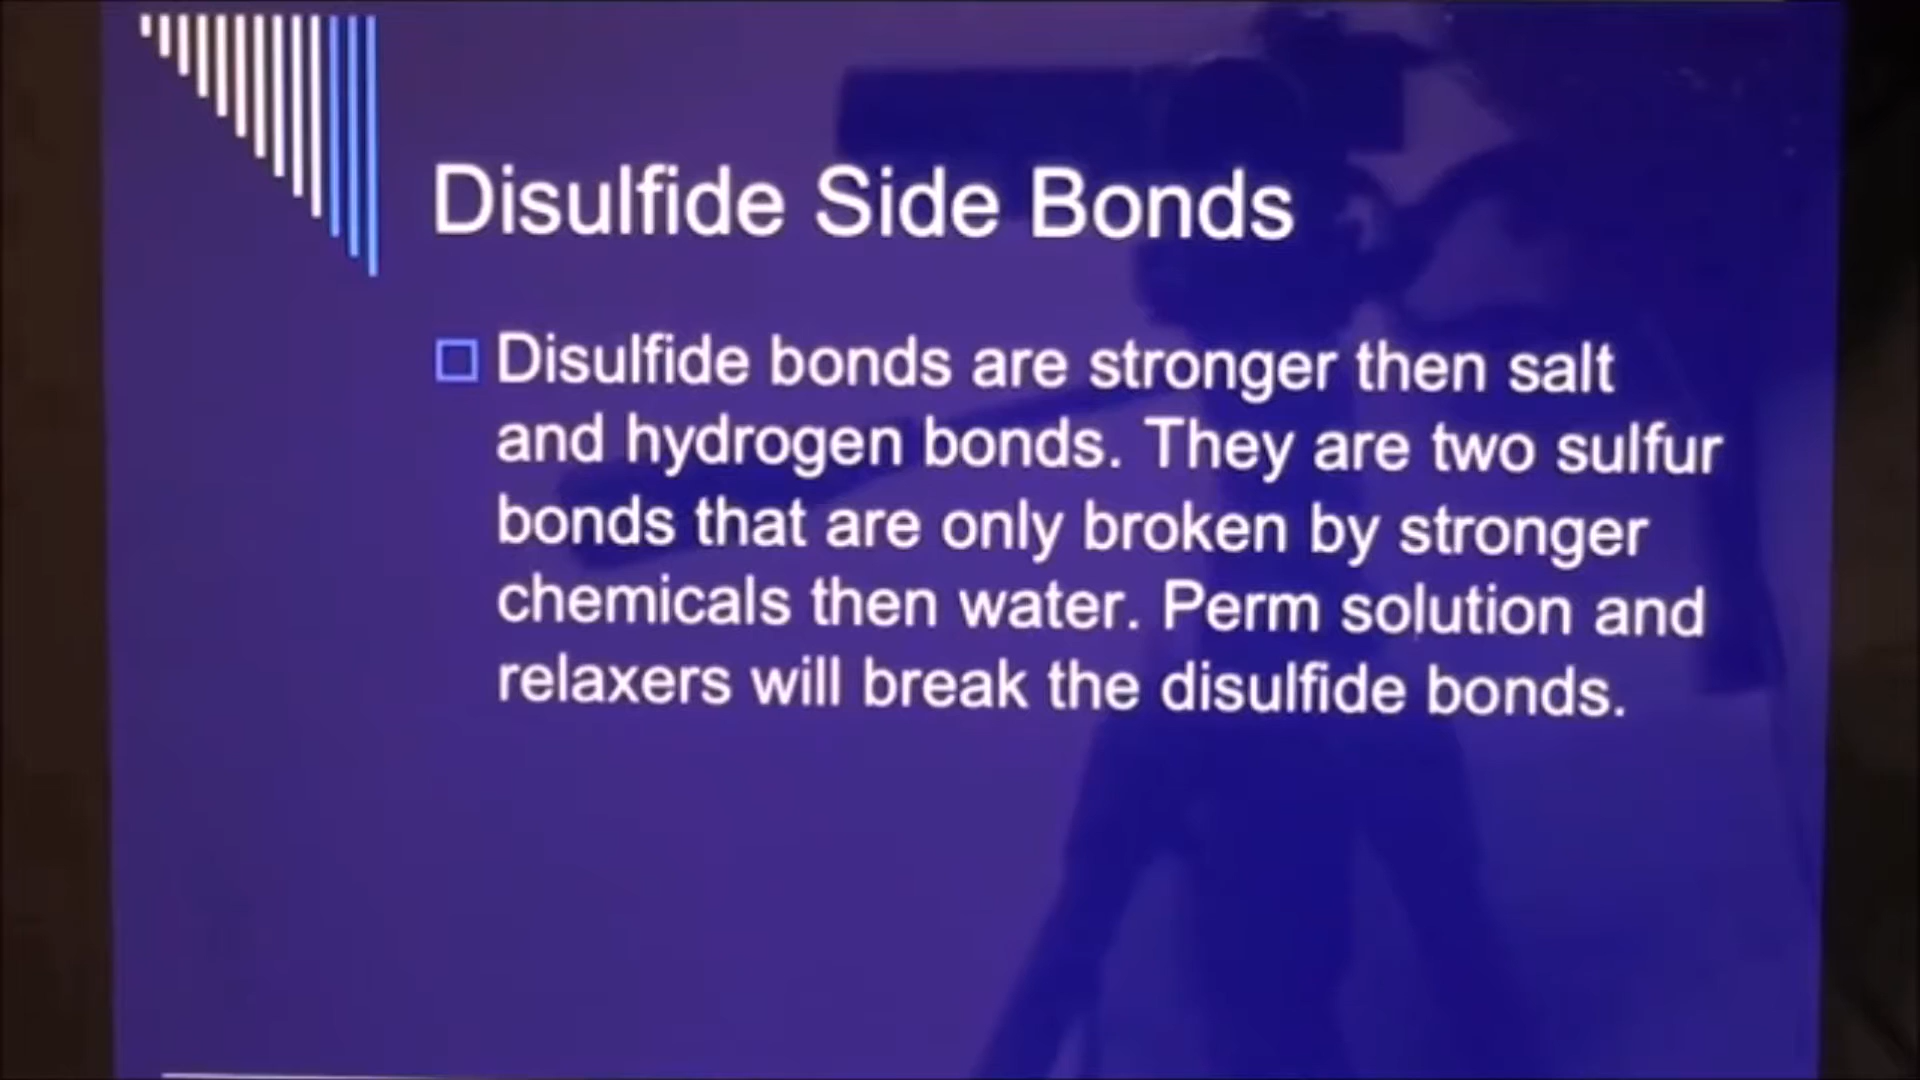 Disulfide Side Bonds
Disulfide bonds are stronger then salt
and hydrogen bonds. They are two sulfur
bonds that are only broken by stronger
chemicals then water. Perm solution and
relaxers will break the disulfide bonds.